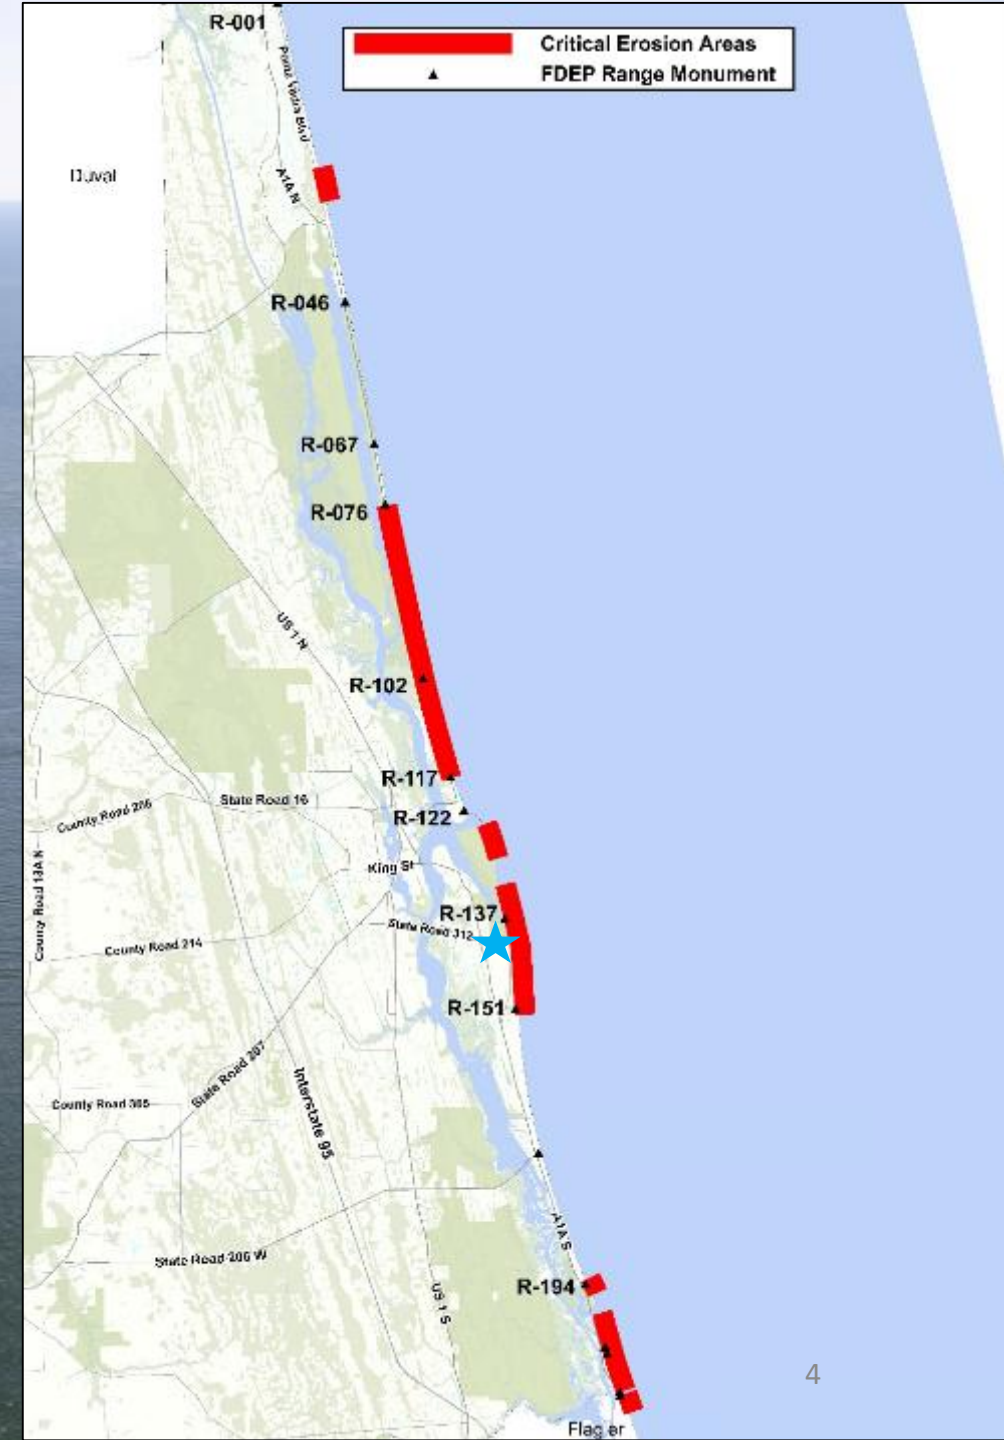 R-001
Critical Erosion Areas
FDEP Range Monument
Ponte Vedra Blvd
Duval
A1A N
R-046
R-067
R-076
US 1 N
R-102
R-117
State Road 16
County Road 208
R-122
County Road 13A N
King St
R-137
State Road 312
County Road 214
R-151
State Road 207
Interstate 95
County Road 305
A1A S
State Road 206 W
R-194
US 1 S
4
Flagler